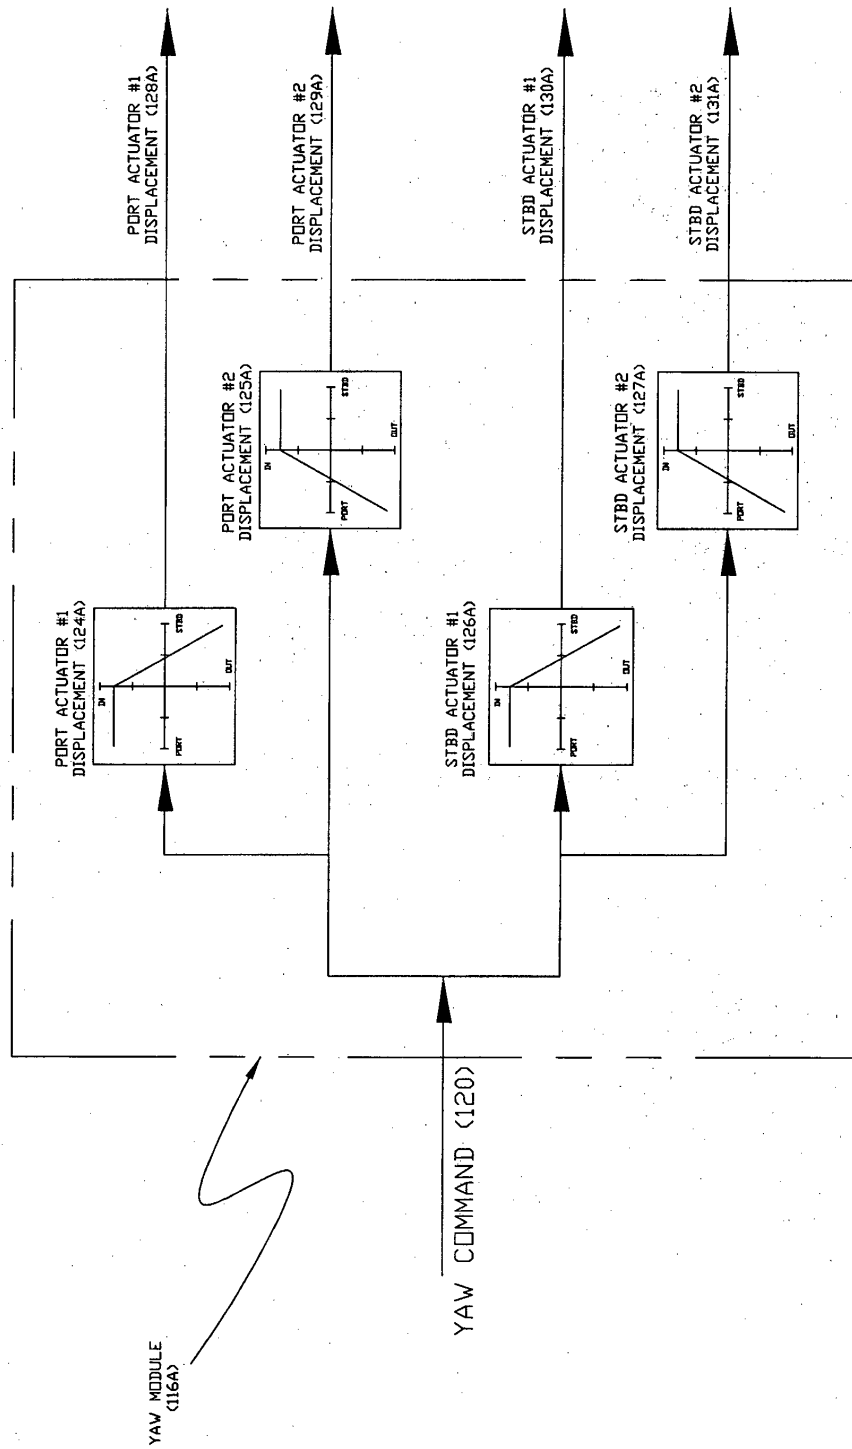 PORT ACTUATOR #1
DISPLACEMENT (128A)
PORT ACTUATOR #2
DISPLACEMENT (129A)
STBD ACTUATOR #1
DISPLACEMENT (130A)
STBD ACTUATOR #2
DISPLACEMENT (131A)
PORT ACTUATOR #2
DISPLACEMENT (125A)
IN
STBD
PORT
OUT
STBD ACTUATOR #2
DISPLACEMENT (127A)
IN
STBD
PORT
OUT
PORT ACTUATOR #1
DISPLACEMENT (124A)
IN
STBD
PORT
OUT
STBD ACTUATOR #1
DISPLACEMENT (126A)
IN
STBD
PORT
OUT
YAW COMMAND (120)
YAW MODULE
(116A)